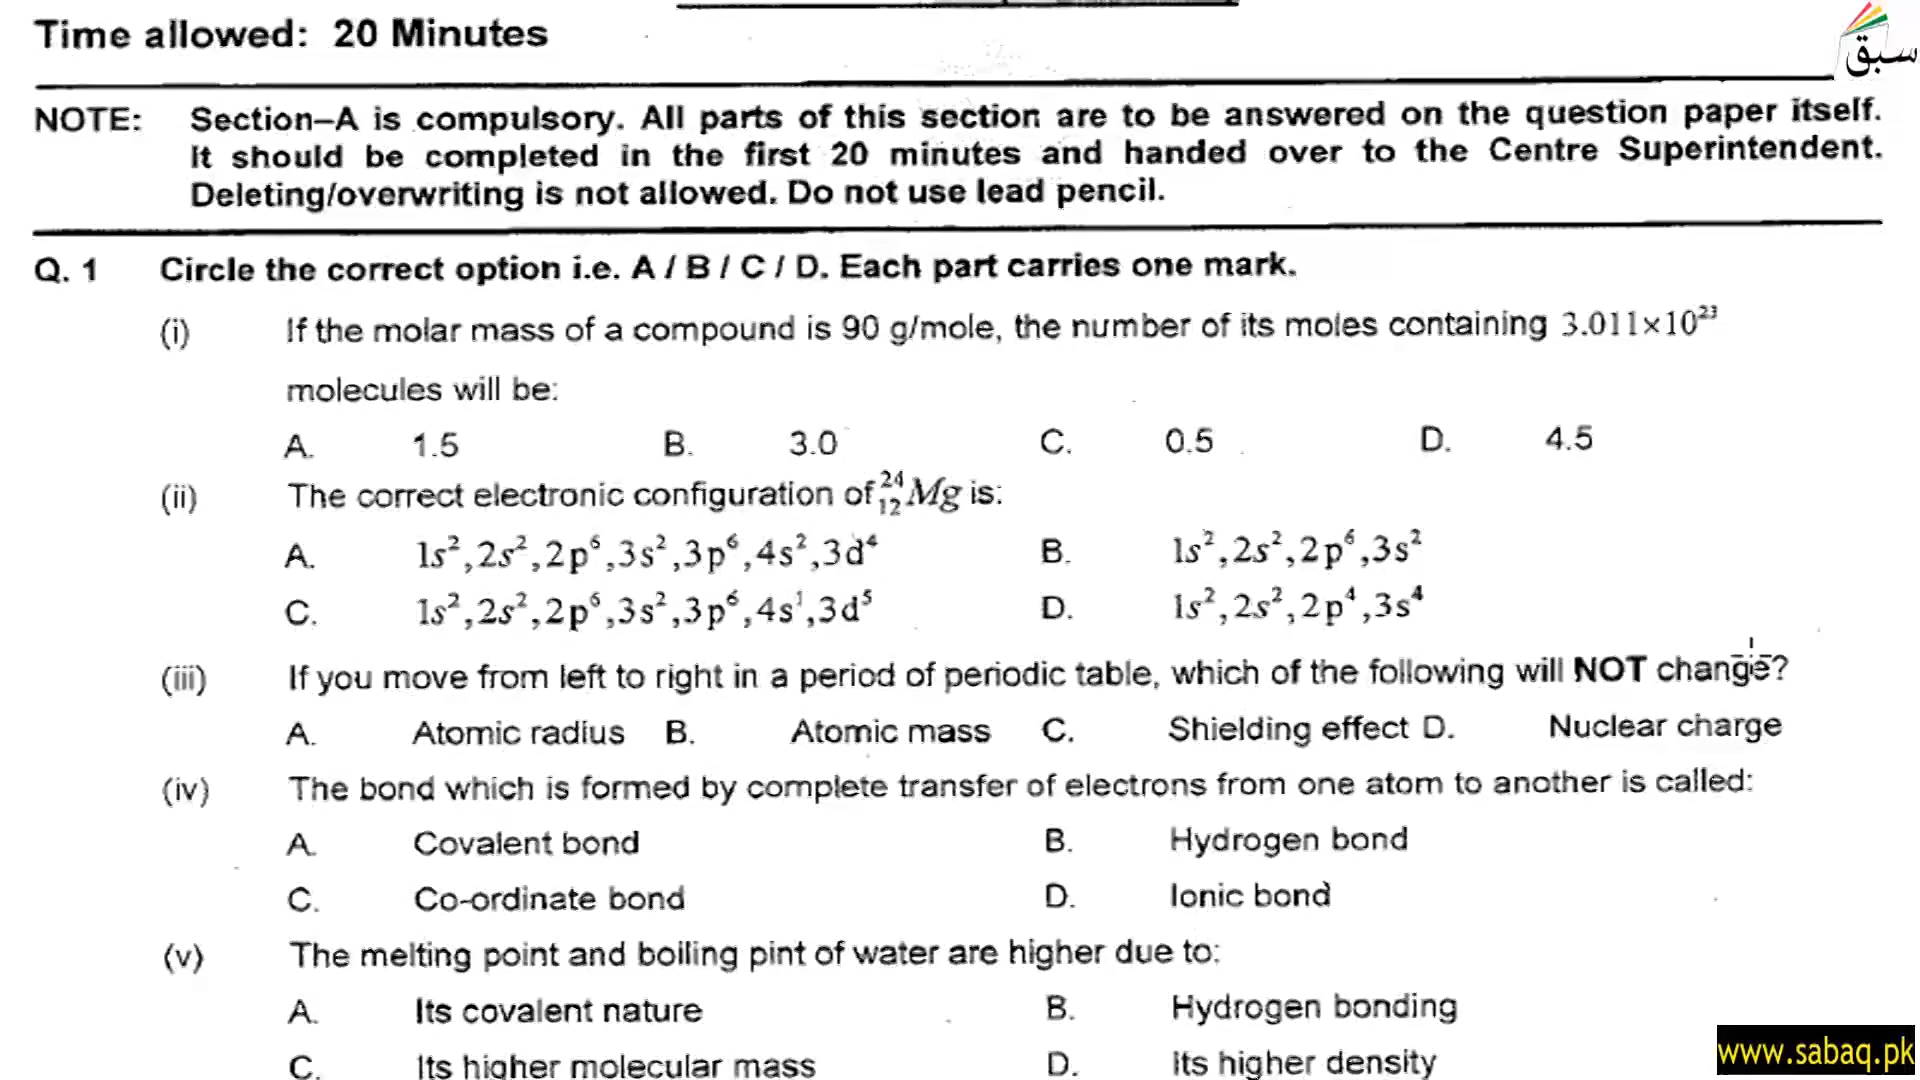 Time allowed: 20 Minutes
سبق
NOTE: Section–A is compulsory. All parts of this section are to be answered on the question paper itself.
It should be completed in the first 20 minutes and handed over to the Centre Superintendent.
Deleting/overwriting is not allowed. Do not use lead pencil.
Q. 1 Circle the correct option i.e. A / B / C / D. Each part carries one mark.
(i) If the molar mass of a compound is 90 g/mole, the number of its moles containing 3.011×10²³
molecules will be:
A. 1.5 B. 3.0 C. 0.5 D. 4.5
(ii) The correct electronic configuration of ²⁴₁₂Mg is:
A. 1s²,2s²,2p⁶,3s²,3p⁶,4s²,3d⁴ B. 1s²,2s²,2p⁶,3s²
C. 1s²,2s²,2p⁶,3s²,3p⁶,4s¹,3d⁵ D. 1s²,2s²,2p⁴,3s⁴
(iii) If you move from left to right in a period of periodic table, which of the following will NOT change?
A. Atomic radius B. Atomic mass C. Shielding effect D. Nuclear charge
(iv) The bond which is formed by complete transfer of electrons from one atom to another is called:
A. Covalent bond B. Hydrogen bond
C. Co-ordinate bond D. Ionic bond
(v) The melting point and boiling pint of water are higher due to:
A. Its covalent nature B. Hydrogen bonding
C. Its higher molecular mass D. Its higher density
www.sabaq.pk